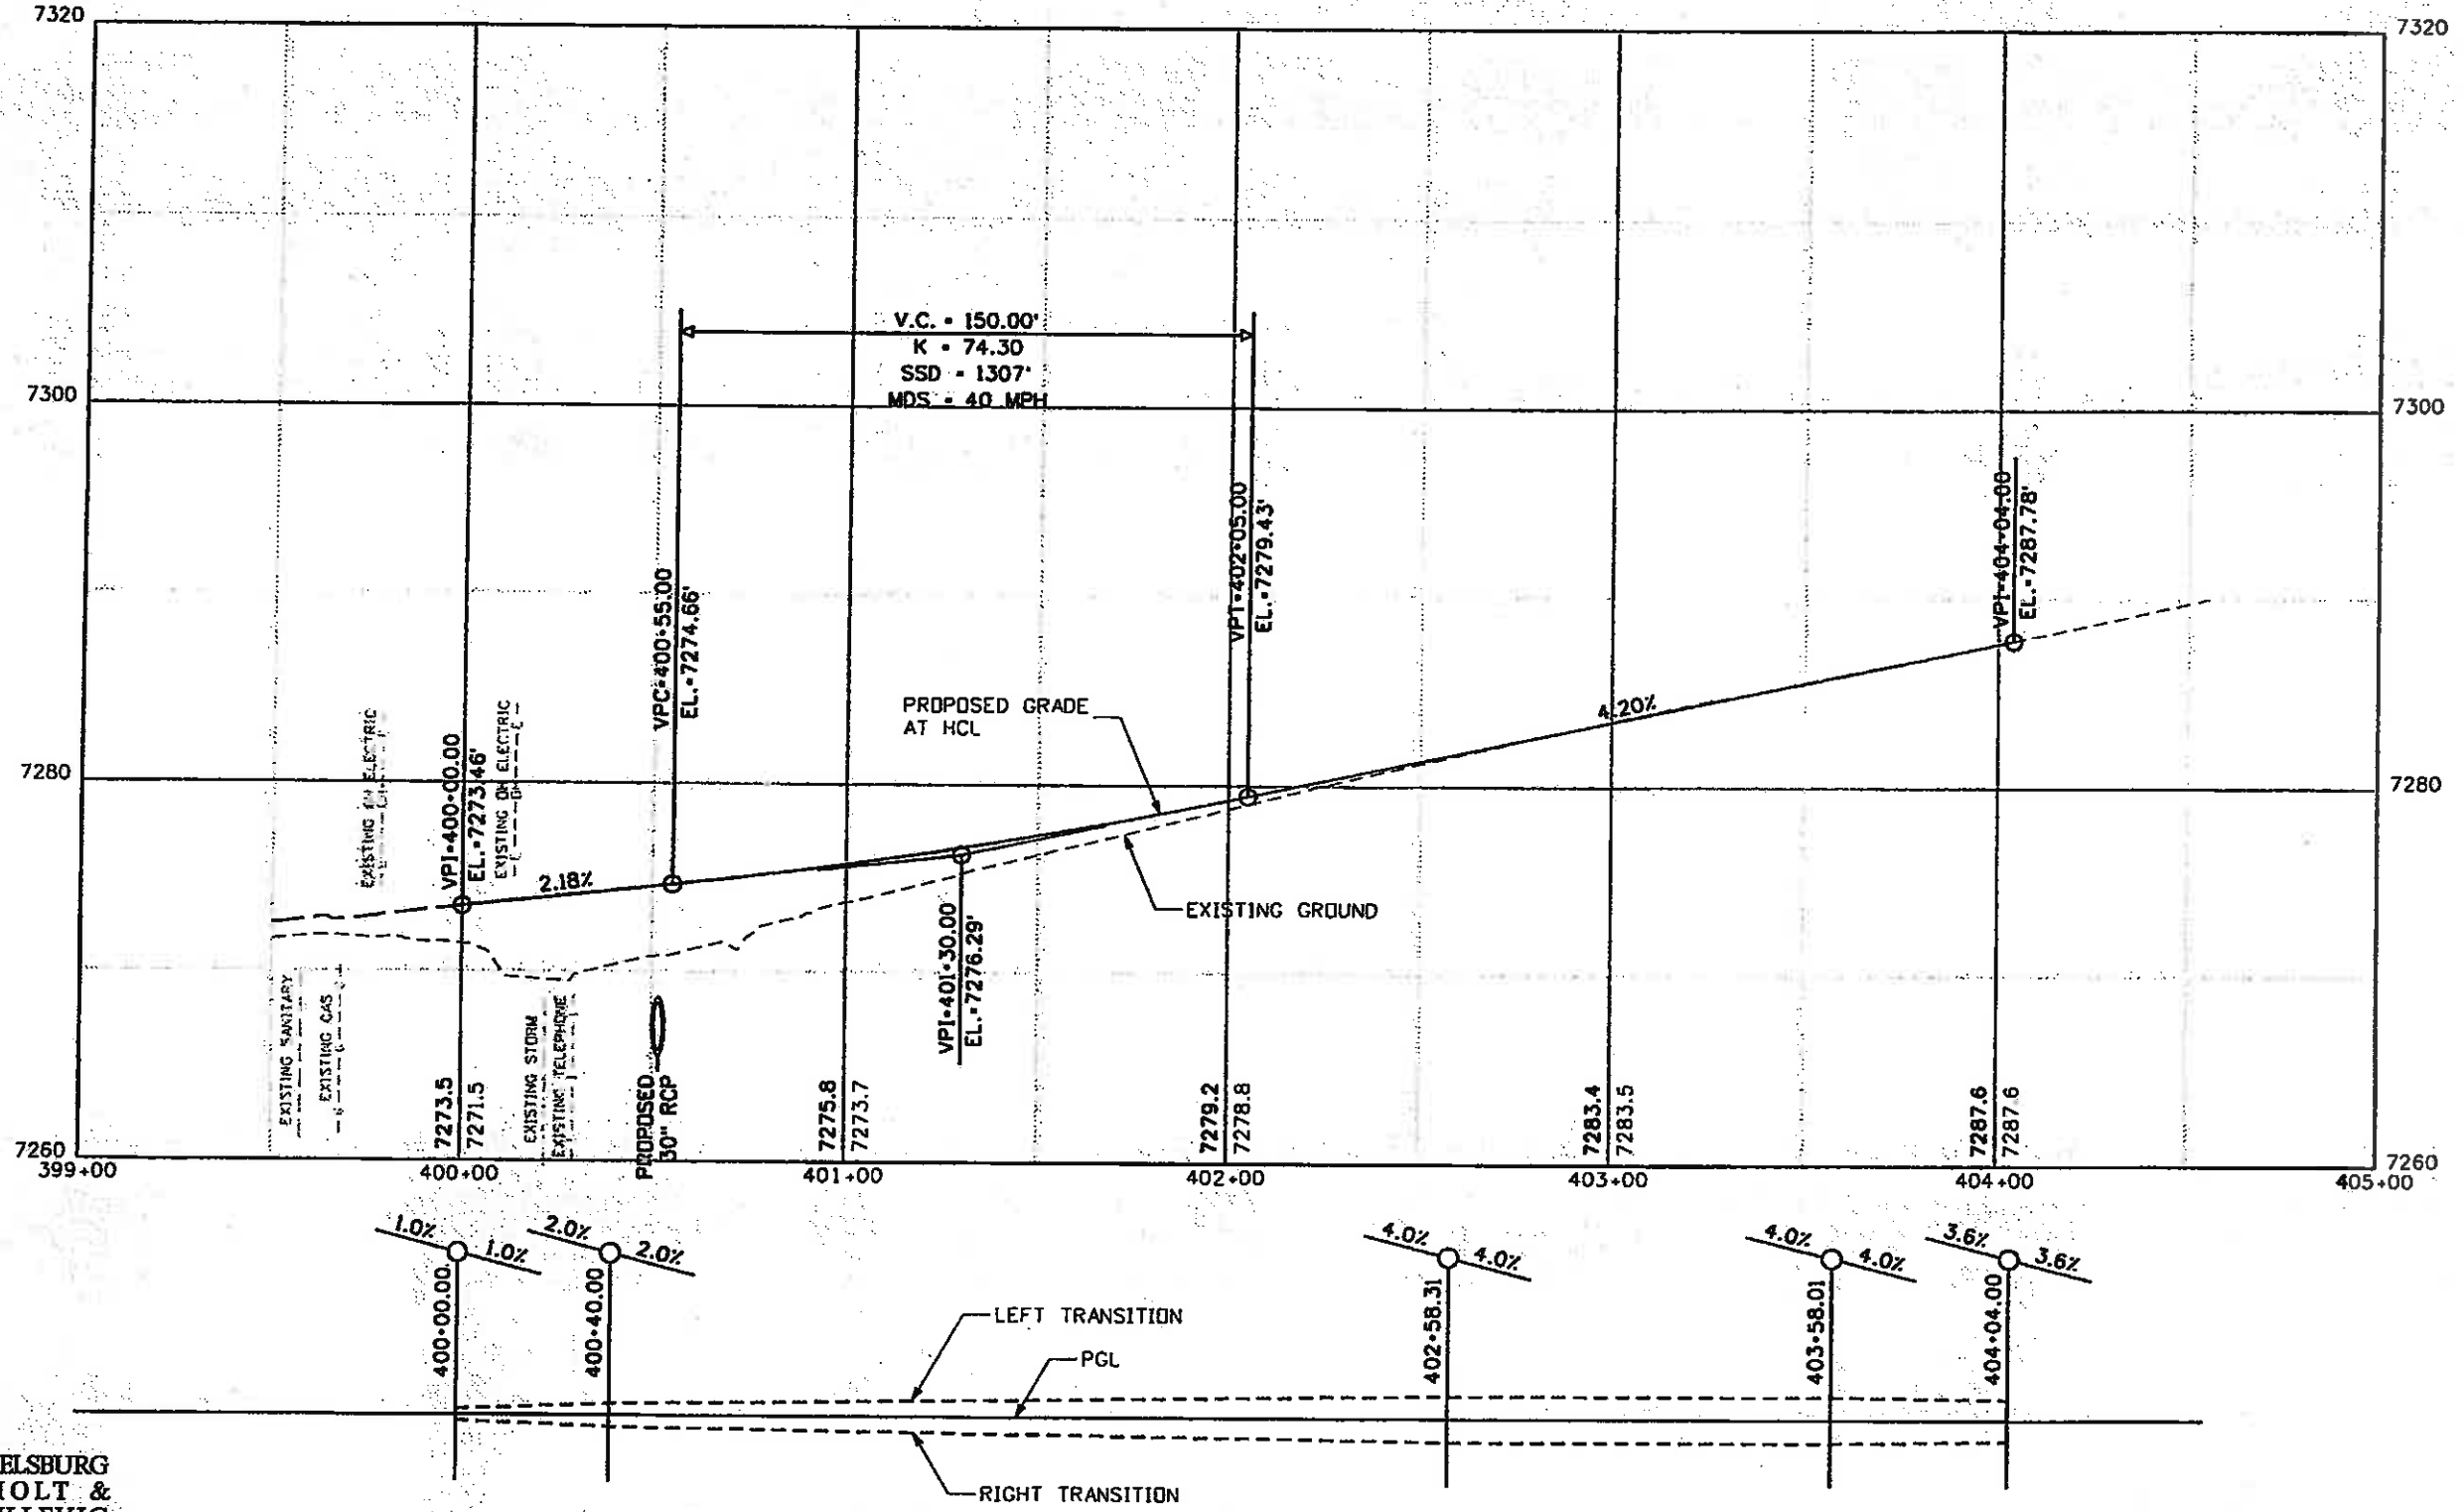 7320
7320
V.C. = 150.00'
K = 74.30
SSD = 1307'
MDS = 40 MPH
7300
7300
VPC=400+55.00
EL.=7274.66'
VPT=402+05.00
EL.=7279.43'
VPI=404+04.00
EL.=7287.78'
EXISTING OH ELECTRIC
VPI=400+00.00
EL.=7273.46'
EXISTING OH ELECTRIC
PROPOSED GRADE
AT HCL
4.20%
7280
7280
2.18%
EXISTING GROUND
VPI=401+30.00
EL.=7276.29'
EXISTING SANITARY
EXISTING GAS
EXISTING STORM
EXISTING TELEPHONE
PROPOSED
30" RCP
7273.5
7271.5
7275.8
7273.7
7279.2
7278.8
7283.4
7283.5
7287.6
7287.6
7260
7260
399+00
400+00
401+00
402+00
403+00
404+00
405+00
1.0%
1.0%
2.0%
2.0%
4.0%
4.0%
4.0%
4.0%
3.6%
3.6%
400+00.00
400+40.00
402+58.31
403+58.01
404+04.00
LEFT TRANSITION
PGL
RIGHT TRANSITION
ELSBURG
HOLT &